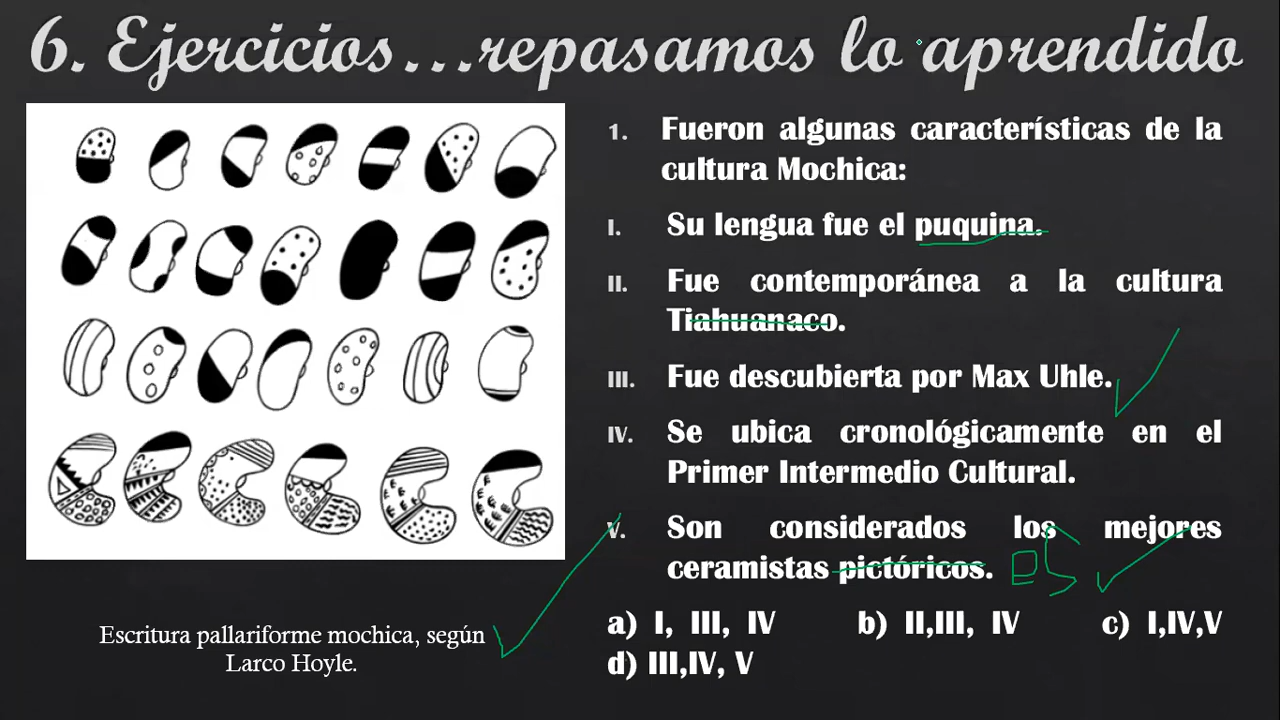 6. Ejercicios...repasamos lo aprendido
1. Fueron algunas características de la
cultura Mochica:
I. Su lengua fue el puquina.
II. Fue contemporánea a la cultura
Tiahuanaco.
III. Fue descubierta por Max Uhle.
IV. Se ubica cronológicamente en el
Primer Intermedio Cultural.
V. Son considerados los mejores
ceramistas pictóricos. es
a) I, III, IV b) II,III, IV c) I,IV,V
d) III,IV, V
Escritura pallariforme mochica, según
Larco Hoyle.